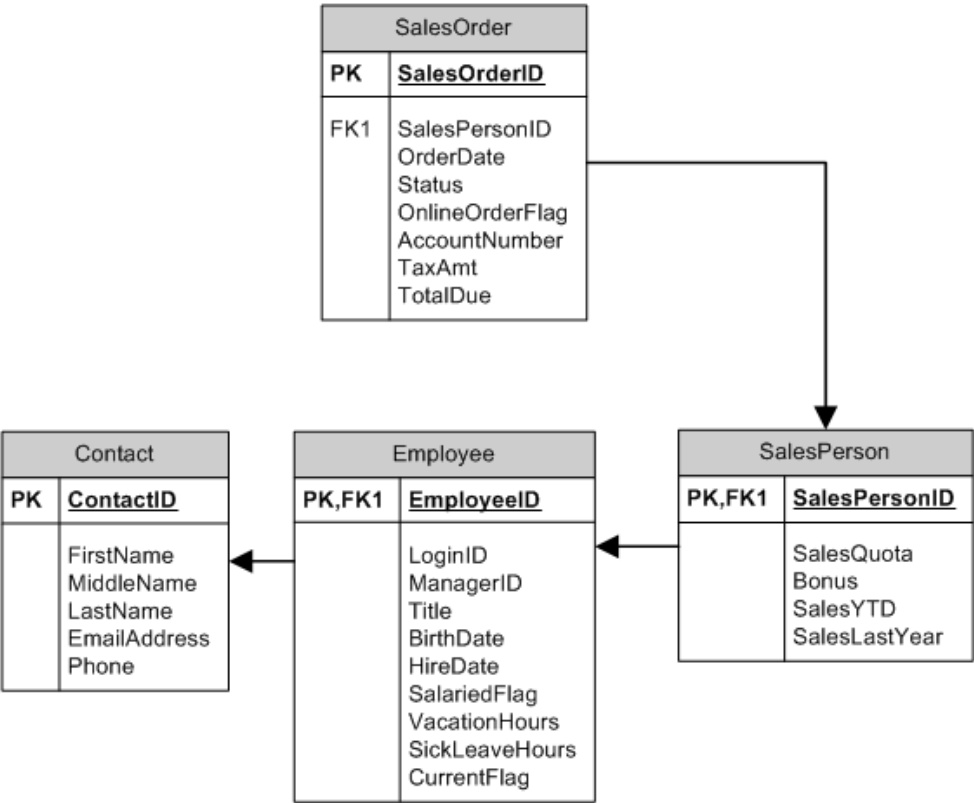 SalesOrder
PK SalesOrderID
FK1 SalesPersonID
OrderDate
Status
OnlineOrderFlag
AccountNumber
TaxAmt
TotalDue
Contact
PK ContactID
FirstName
MiddleName
LastName
EmailAddress
Phone
Employee
PK,FK1 EmployeeID
LoginID
ManagerID
Title
BirthDate
HireDate
SalariedFlag
VacationHours
SickLeaveHours
CurrentFlag
SalesPerson
PK,FK1 SalesPersonID
SalesQuota
Bonus
SalesYTD
SalesLastYear